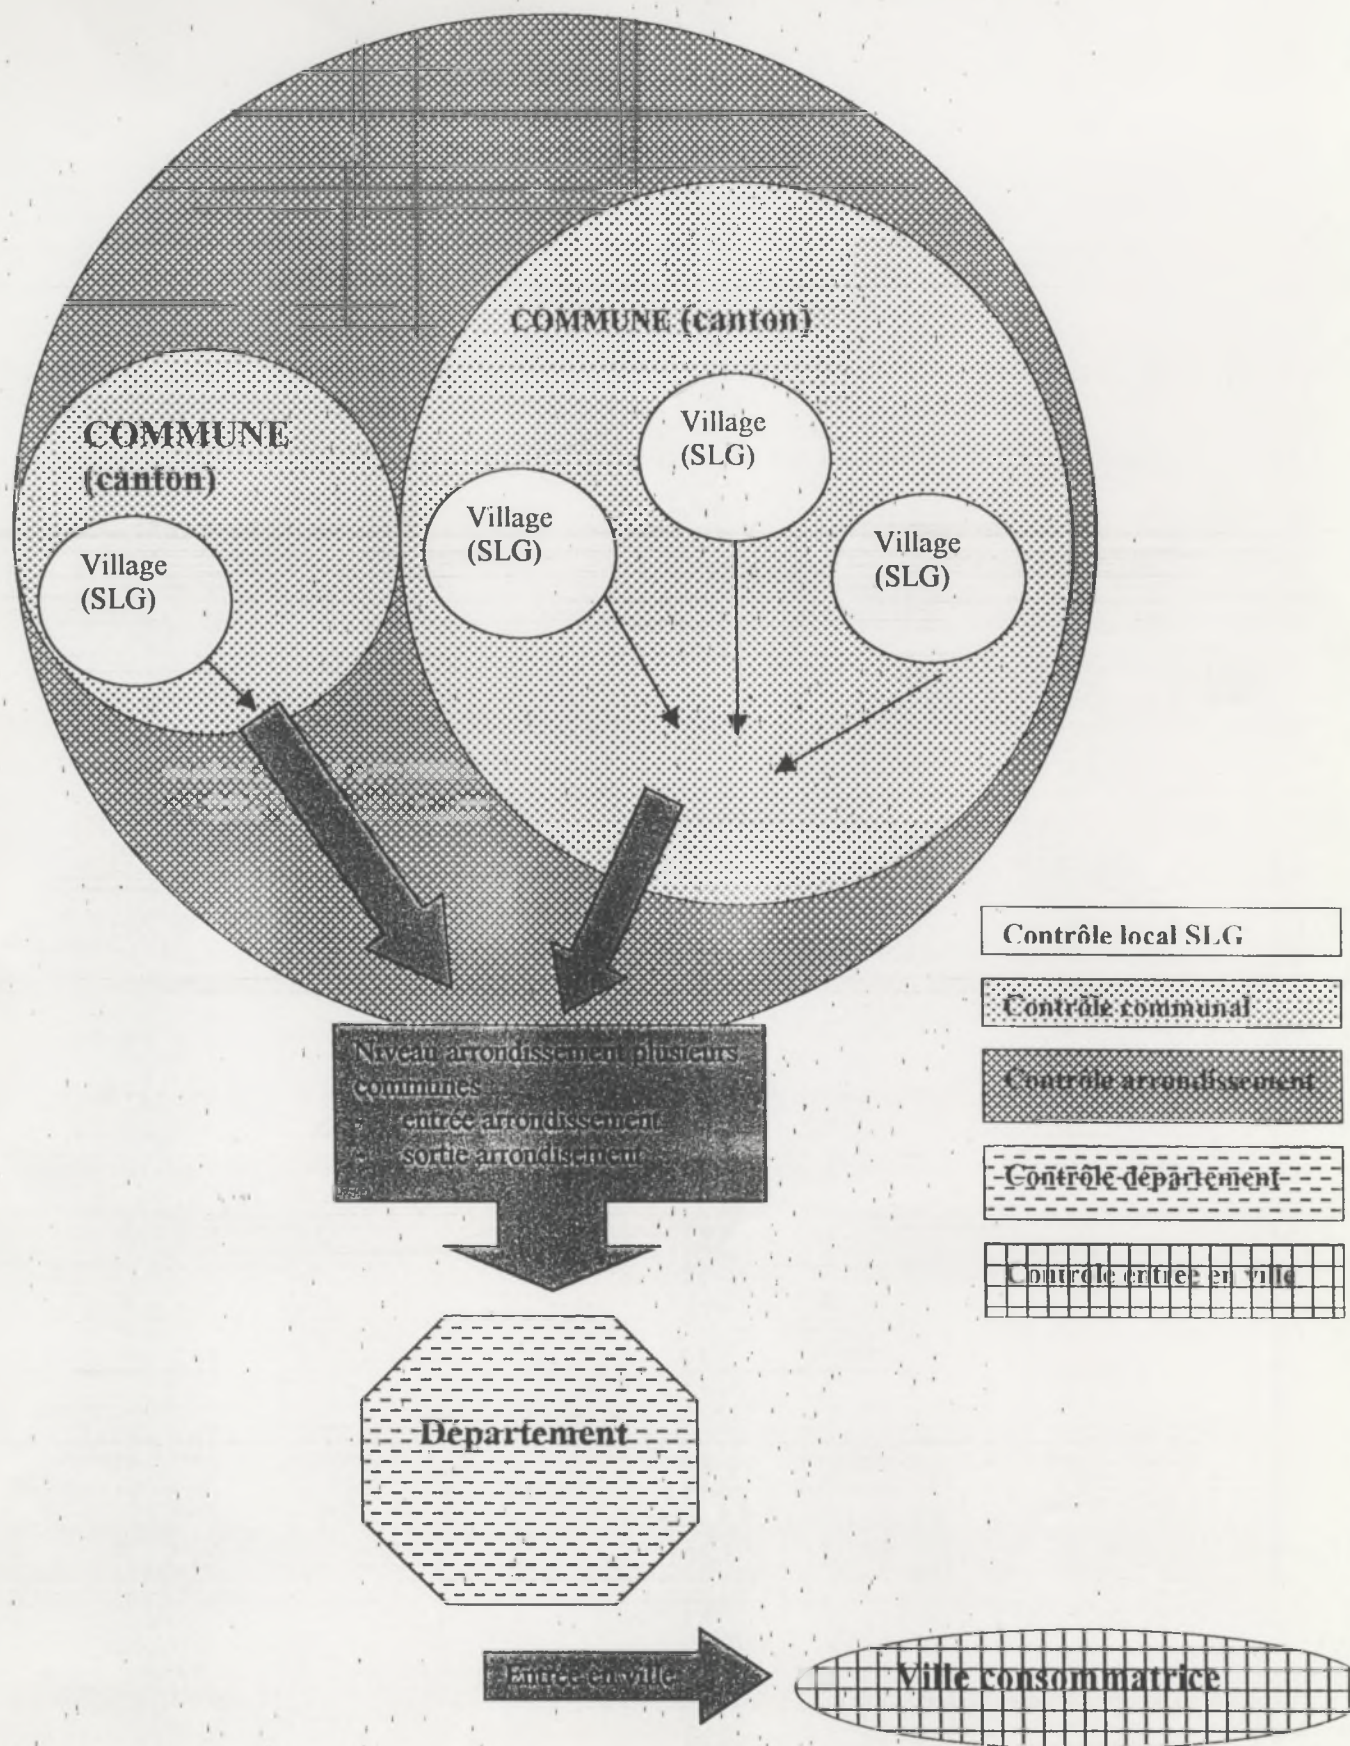 COMMUNE (canton)
COMMUNE
(canton)
Village
(SLG)
Village
(SLG)
Village
(SLG)
Village
(SLG)
Contrôle local SLG
Contrôle communal
Contrôle arrondissement
Contrôle département
Contrôle entrée en ville
Niveau arrondissement plusieurs
communes
- entrée arrondissement
- sortie arrondisement
Département
Entrée en ville
Ville consommatrice